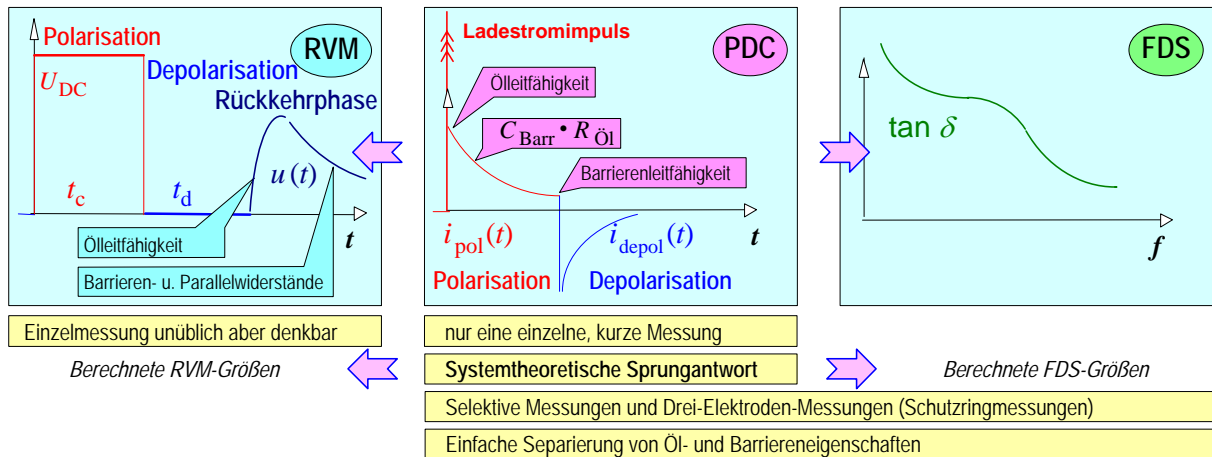 Polarisation
RVM
U_DC
Depolarisation
Rückkehrphase
u (t)
t_c
t_d
t
Ölleitfähigkeit
Barrieren- u. Parallelwiderstände
Ladestromimpuls
PDC
Ölleitfähigkeit
C_Barr • R_Öl
Barrierenleitfähigkeit
i_pol (t)
i_depol (t)
t
Polarisation
Depolarisation
FDS
tan δ
f
Einzelmessung unüblich aber denkbar
nur eine einzelne, kurze Messung
Berechnete RVM-Größen
Systemtheoretische Sprungantwort
Berechnete FDS-Größen
Selektive Messungen und Drei-Elektroden-Messungen (Schutzringmessungen)
Einfache Separierung von Öl- und Barriereneigenschaften